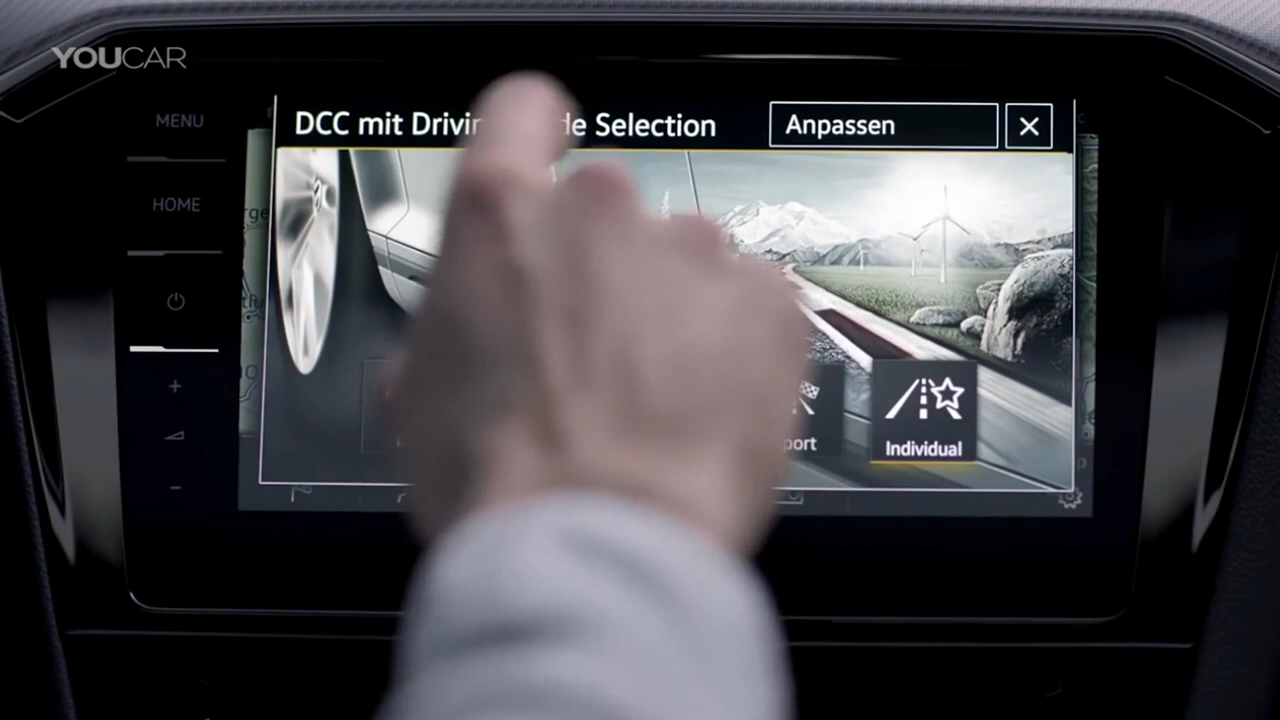 YOUCAR
MENU
DCC mit Drivin de Selection
Anpassen
HOME
port
Individual